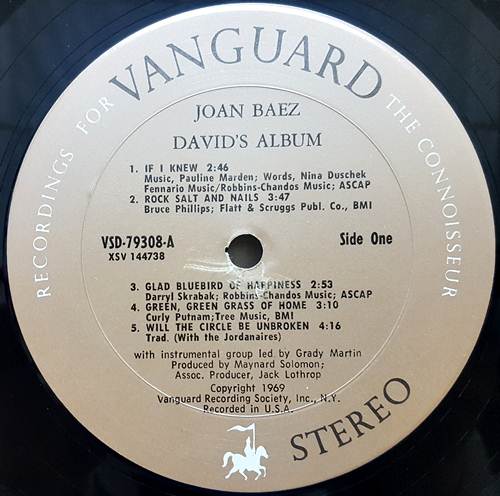 RECORDINGS FOR VANGUARD THE CONNOISSEUR
JOAN BAEZ
DAVID'S ALBUM
1. IF I KNEW 2:46
Music, Pauline Marden; Words, Nina Duschek
Fennario Music/Robbins-Chandos Music; ASCAP
2. ROCK SALT AND NAILS 3:47
Bruce Phillips; Flatt & Scruggs Publ. Co., BMI
VSD-79308-A
XSV 144738
Side One
3. GLAD BLUEBIRD OF HAPPINESS 2:53
Darryl Skrabak; Robbins-Chandos Music; ASCAP
4. GREEN, GREEN GRASS OF HOME 3:10
Curly Putnam; Tree Music, BMI
5. WILL THE CIRCLE BE UNBROKEN 4:16
Trad. (With the Jordanaires)
with instrumental group led by Grady Martin
Produced by Maynard Solomon;
Assoc. Producer, Jack Lothrop
Copyright 1969
Vanguard Recording Society, Inc., N.Y.
Recorded in U.S.A.
STEREO